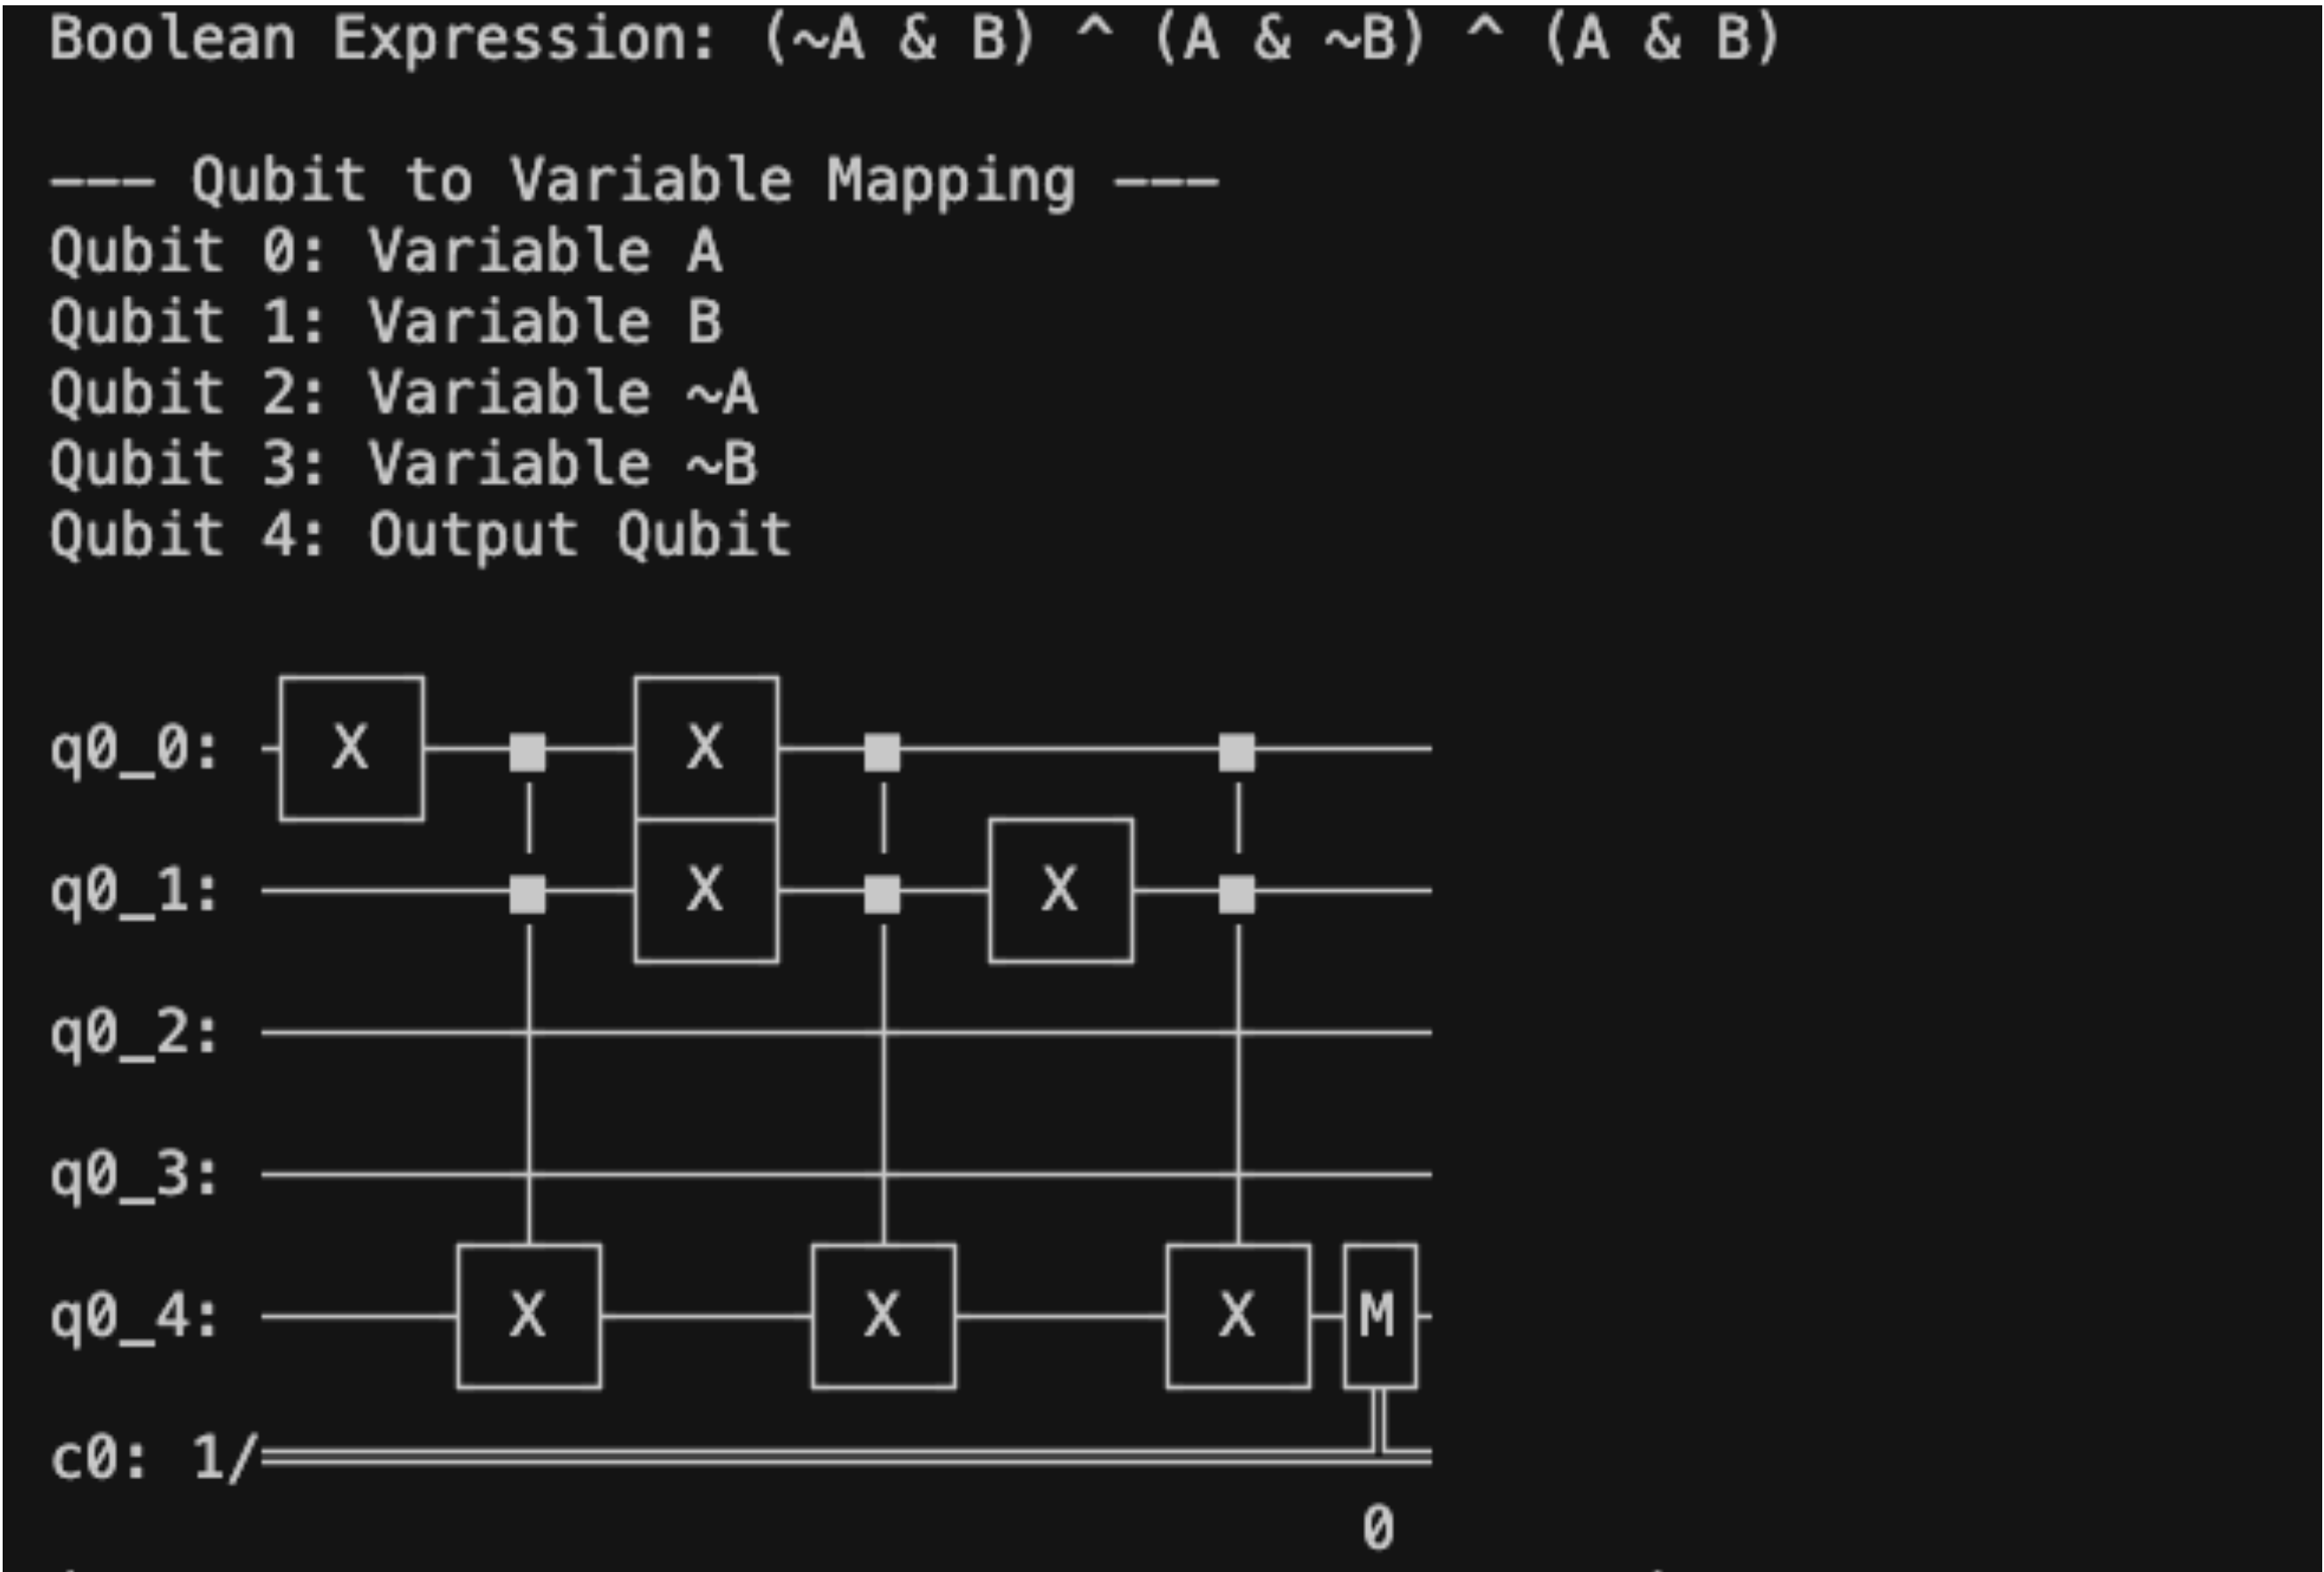 Boolean Expression: (~A & B) ^ (A & ~B) ^ (A & B)
--- Qubit to Variable Mapping ---
Qubit 0: Variable A
Qubit 1: Variable B
Qubit 2: Variable ~A
Qubit 3: Variable ~B
Qubit 4: Output Qubit
q0_0: X X
q0_1: X X
q0_2:
q0_3:
q0_4: X X X M
c0: 1/
0